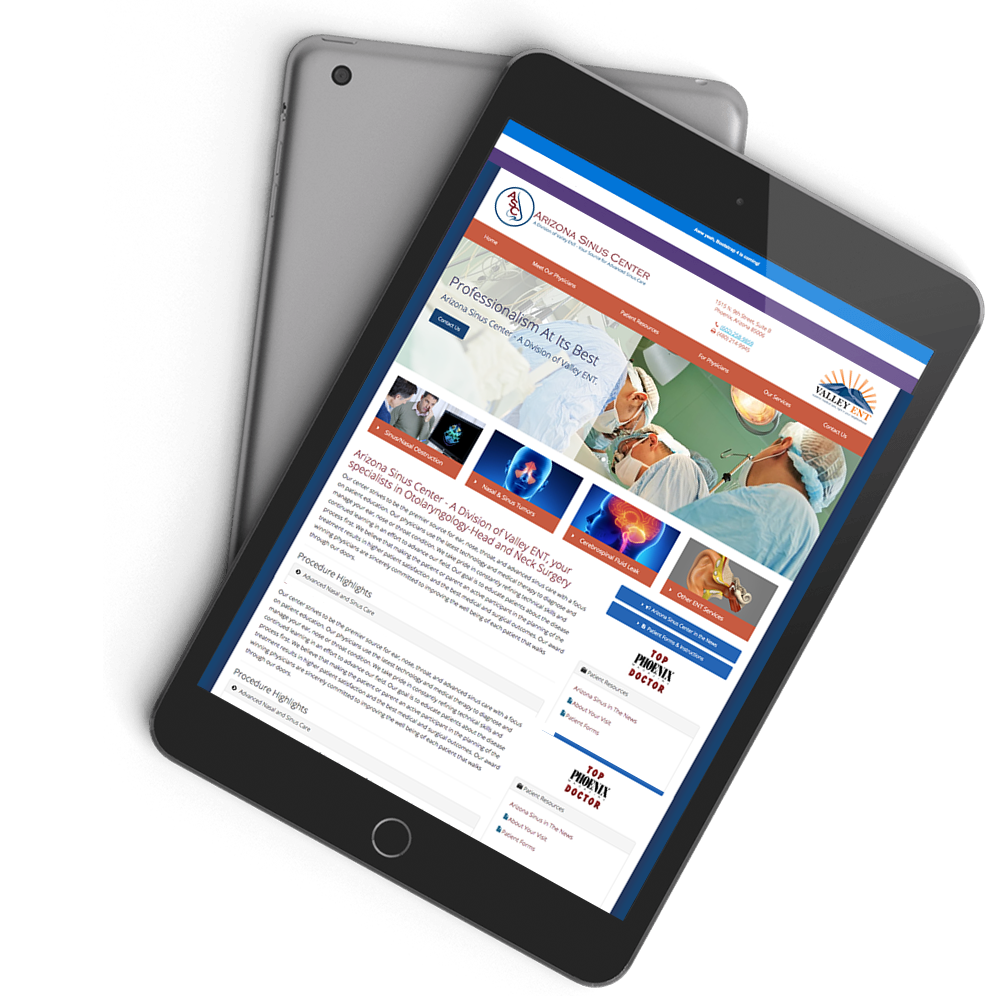 Aww yeah, Bootstrap 4 is coming!
ASC
ARIZONA SINUS CENTER
A Division of Valley ENT - Your Source for Advanced Sinus Care
1515 N. 9th Street, Suite B
Phoenix, Arizona 85006
VALLEY ENT
Home
Meet Our Physicians
Patient Resources
For Physicians
Our Services
Contact Us
Professionalism At Its Best
Arizona Sinus Center - A Division of Valley ENT.
Contact Us
Sinus/Nasal Obstruction
Nasal & Sinus Tumors
Cerebrospinal Fluid Leak
Other ENT Services
Arizona Sinus Center - A Division of Valley ENT, your
specialists in Otolaryngology-Head and Neck Surgery
Our center strives to be the premier source for ear, nose, throat, and advanced sinus care with a focus
on patient education. Our physicians use the latest technology and medical therapy to diagnose and
manage your ear, nose or throat condition. We take pride in constantly refining technical skills and
continued learning in an effort to advance our field. Our goal is to educate patients about the disease
process first. We believe that making the patient or parent an active participant in the planning of the
treatment results in higher patient satisfaction and the best medical and surgical outcomes. Our award
winning physicians are sincerely committed to improving the well being of each patient that walks
through our doors.
Procedure Highlights
Advanced Nasal and Sinus Care
Arizona Sinus Center in the News
Patient Forms & Instructions
TOP
PHOENIX
DOCTOR
Patient Resources
Arizona Sinus in The News
About Your Visit
Patient Forms
Our center strives to be the premier source for ear, nose, throat, and advanced sinus care with a focus
on patient education. Our physicians use the latest technology and medical therapy to diagnose and
manage your ear, nose or throat condition. We take pride in constantly refining technical skills and
continued learning in an effort to advance our field. Our goal is to educate patients about the disease
process first. We believe that making the patient or parent an active participant in the planning of the
treatment results in higher patient satisfaction and the best medical and surgical outcomes. Our award
winning physicians are sincerely committed to improving the well being of each patient that walks
through our doors.
Procedure Highlights
Advanced Nasal and Sinus Care
TOP
PHOENIX
DOCTOR
Patient Resources
Arizona Sinus in The News
About Your Visit
Patient Forms